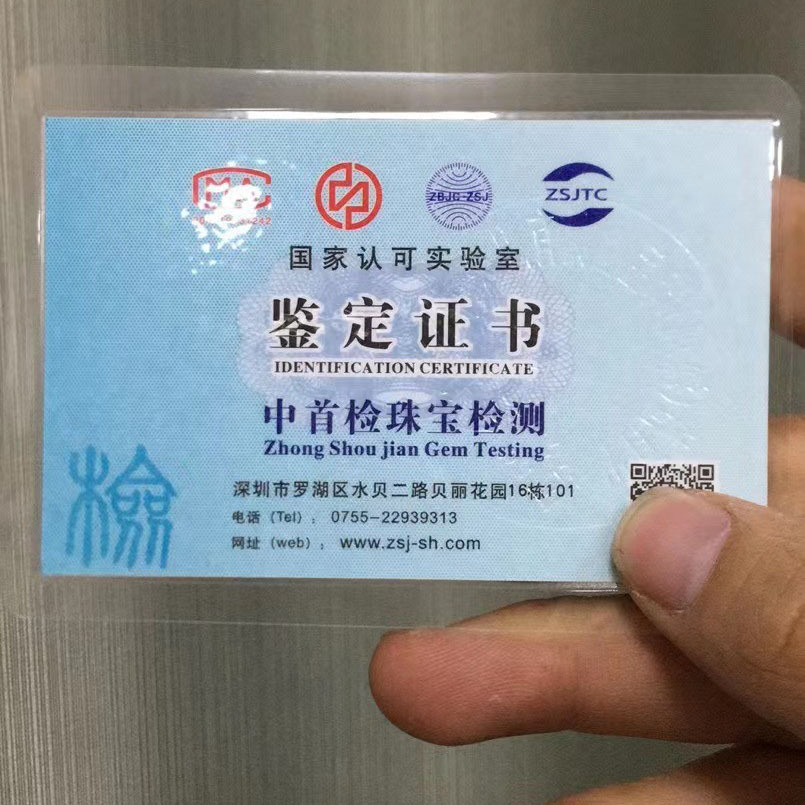 MA
ZBJC-ZSJ
ZSJTC
国家认可实验室
鉴定证书
IDENTIFICATION CERTIFICATE
中首检珠宝检测
Zhong Shou jian Gem Testing
檢
深圳市罗湖区水贝二路贝丽花园16栋101
电话（Tel）：0755-22939313
网址（web）：www.zsj-sh.com